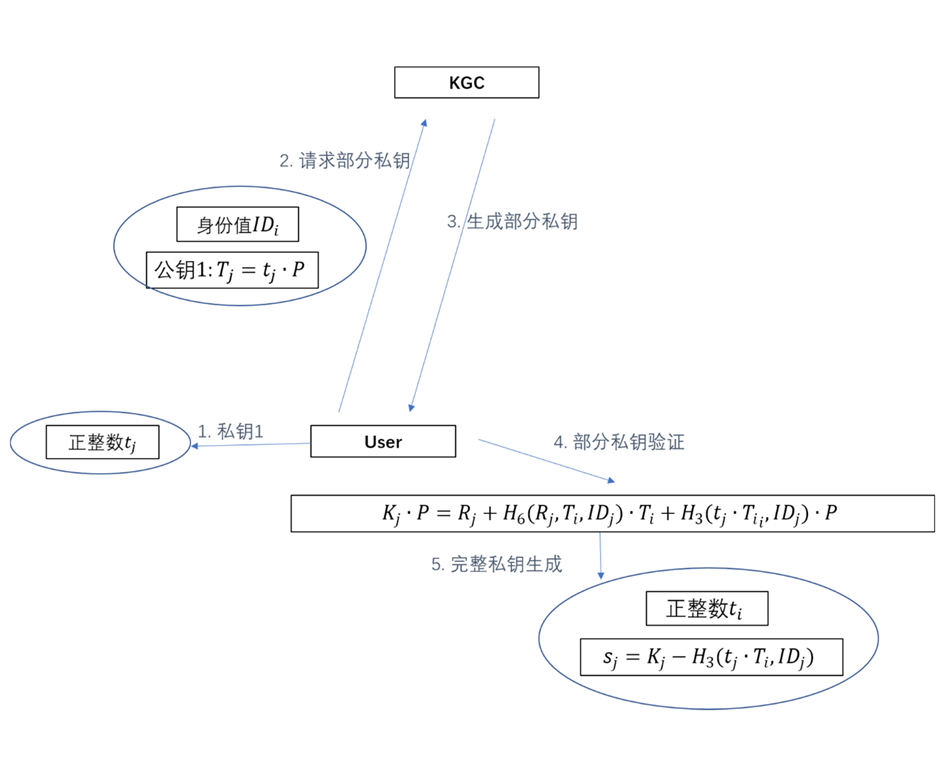 KGC
2. 请求部分私钥
3. 生成部分私钥
身份值$ID_i$
公钥1: $T_j = t_j \cdot P$
1. 私钥1
正整数$t_j$
User
4. 部分私钥验证
$K_j \cdot P = R_j + H_6(R_j, T_i, ID_j) \cdot T_i + H_3(t_j \cdot T_{i_i}, ID_j) \cdot P$
5. 完整私钥生成
正整数$t_i$
$s_j = K_j - H_3(t_j \cdot T_i, ID_j)$